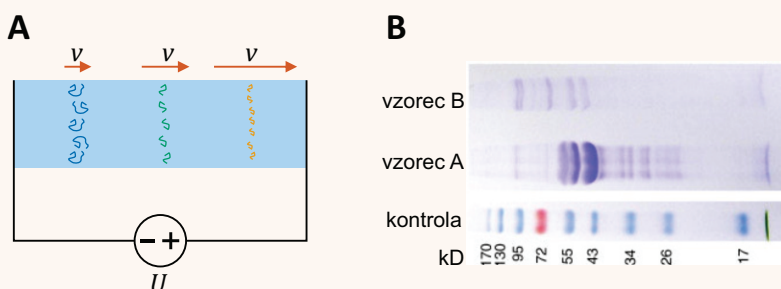 A
v v v
− +
U
B
vzorec B
vzorec A
kontrola
kD 170 130 95 72 55 43 34 26 17